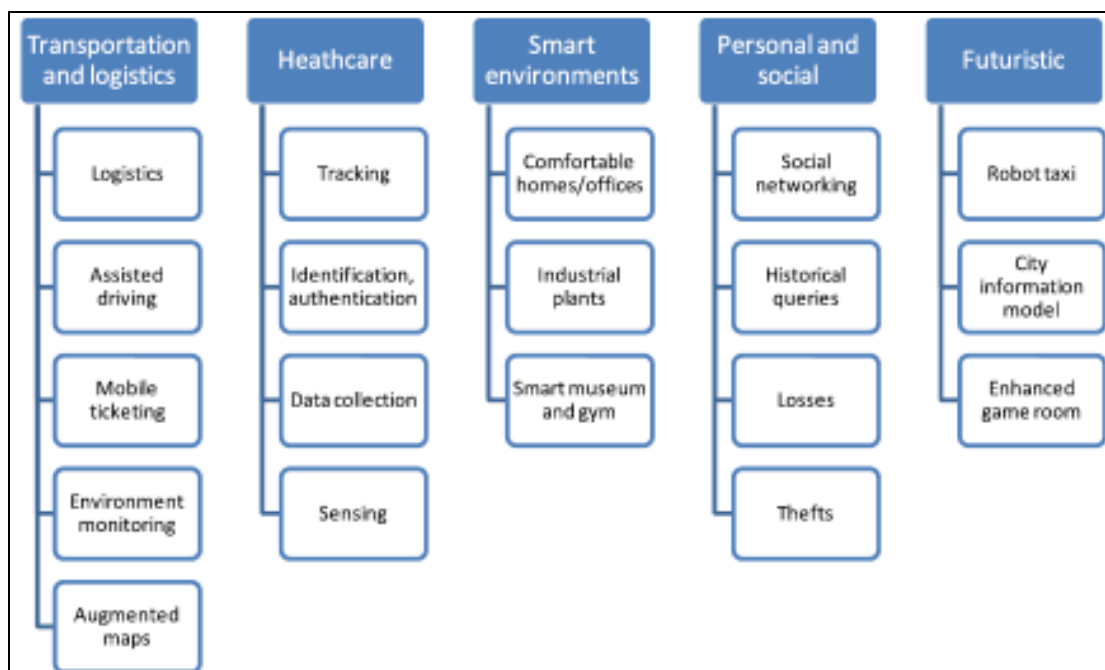 Transportation
and logistics
Logistics
Assisted
driving
Mobile
ticketing
Environment
monitoring
Augmented
maps
Heathcare
Tracking
Identification,
authentication
Data collection
Sensing
Smart
environments
Comfortable
homes/offices
Industrial
plants
Smart museum
and gym
Personal and
social
Social
networking
Historical
queries
Losses
Thefts
Futuristic
Robot taxi
City
information
model
Enhanced
game room